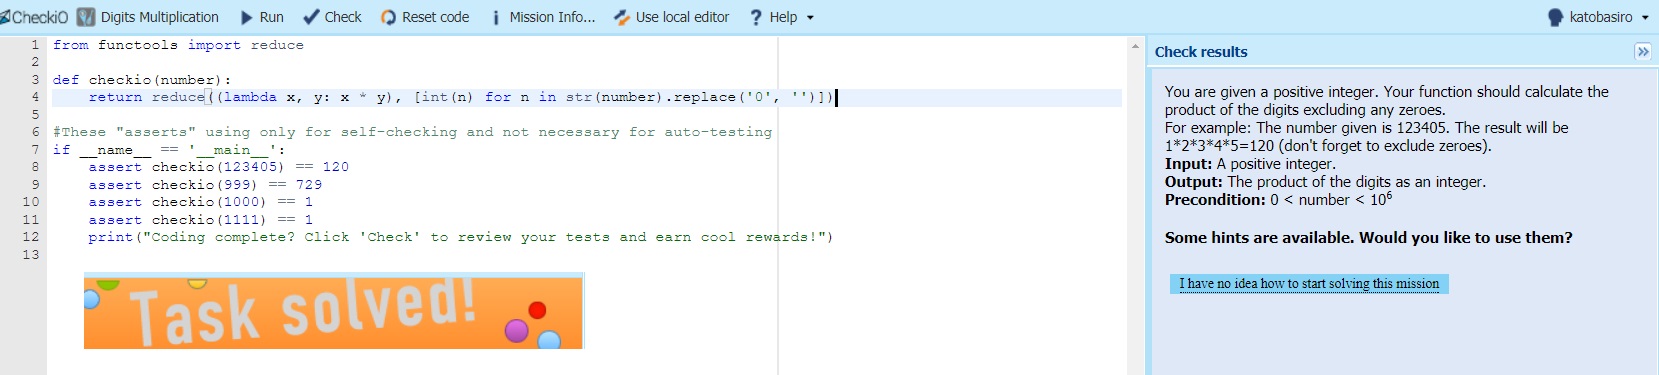 CheckiO Digits Multiplication Run Check Reset code Mission Info... Use local editor Help katobasiro
1 from functools import reduce
2
3 def checkio(number):
4     return reduce((lambda x, y: x * y), [int(n) for n in str(number).replace('0', '')])
5
6 #These "asserts" using only for self-checking and not necessary for auto-testing
7 if __name__ == '__main__':
8     assert checkio(123405) == 120
9     assert checkio(999) == 729
10     assert checkio(1000) == 1
11     assert checkio(1111) == 1
12     print("Coding complete? Click 'Check' to review your tests and earn cool rewards!")
13
Task solved!
Check results
You are given a positive integer. Your function should calculate the
product of the digits excluding any zeroes.
For example: The number given is 123405. The result will be
1*2*3*4*5=120 (don't forget to exclude zeroes).
Input: A positive integer.
Output: The product of the digits as an integer.
Precondition: 0 < number < 10⁶
Some hints are available. Would you like to use them?
I have no idea how to start solving this mission